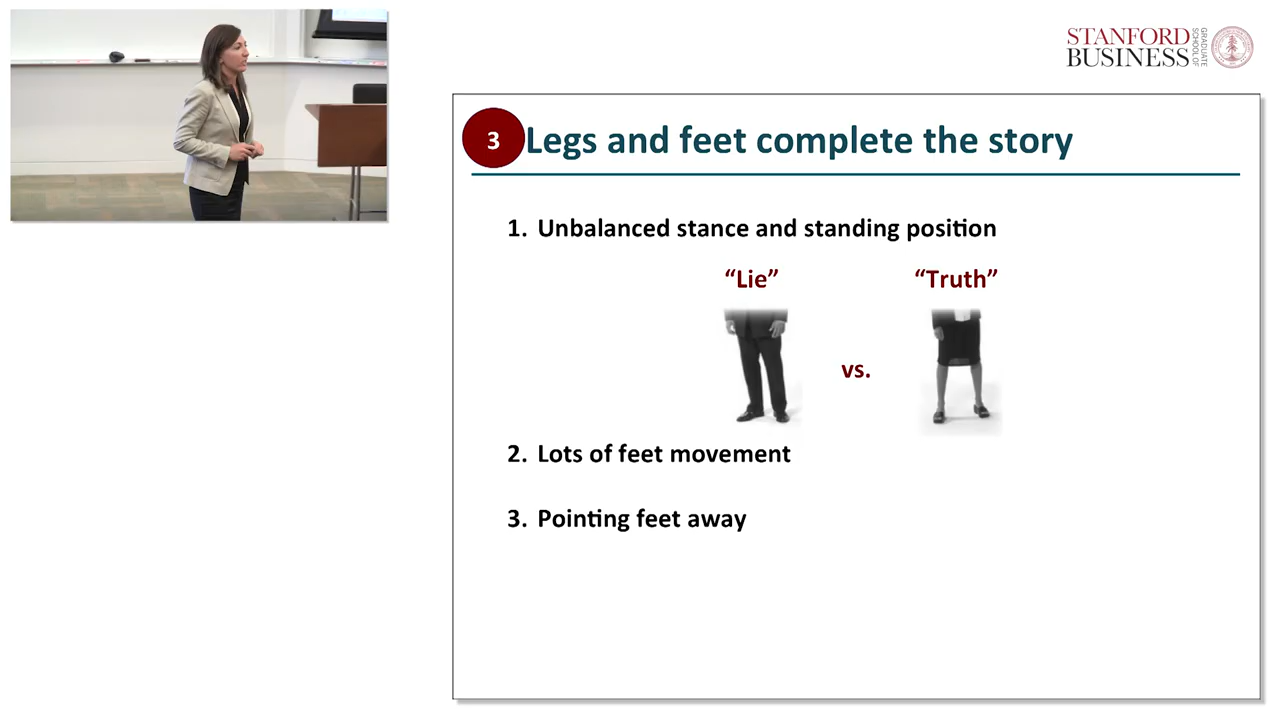 STANFORD
BUSINESS
GRADUATE
SCHOOL OF
3 Legs and feet complete the story
1. Unbalanced stance and standing position
“Lie” “Truth”
vs.
2. Lots of feet movement
3. Pointing feet away